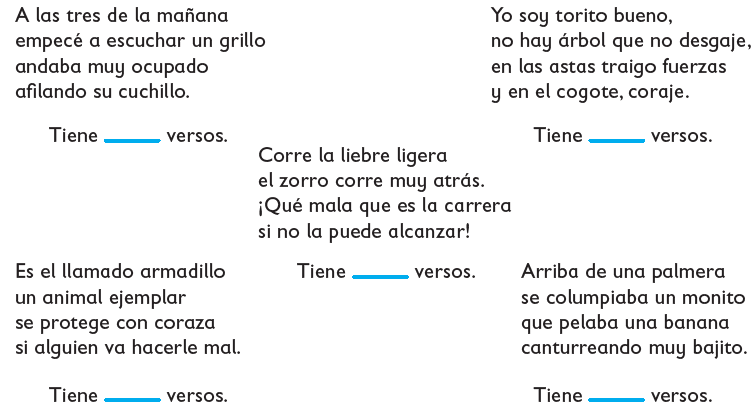 A las tres de la mañana
empecé a escuchar un grillo
andaba muy ocupado
afilando su cuchillo.
Tiene _____ versos.
Yo soy torito bueno,
no hay árbol que no desgaje,
en las astas traigo fuerzas
y en el cogote, coraje.
Tiene _____ versos.
Corre la liebre ligera
el zorro corre muy atrás.
¡Qué mala que es la carrera
si no la puede alcanzar!
Tiene _____ versos.
Es el llamado armadillo
un animal ejemplar
se protege con coraza
si alguien va hacerle mal.
Tiene _____ versos.
Arriba de una palmera
se columpiaba un monito
que pelaba una banana
canturreando muy bajito.
Tiene _____ versos.